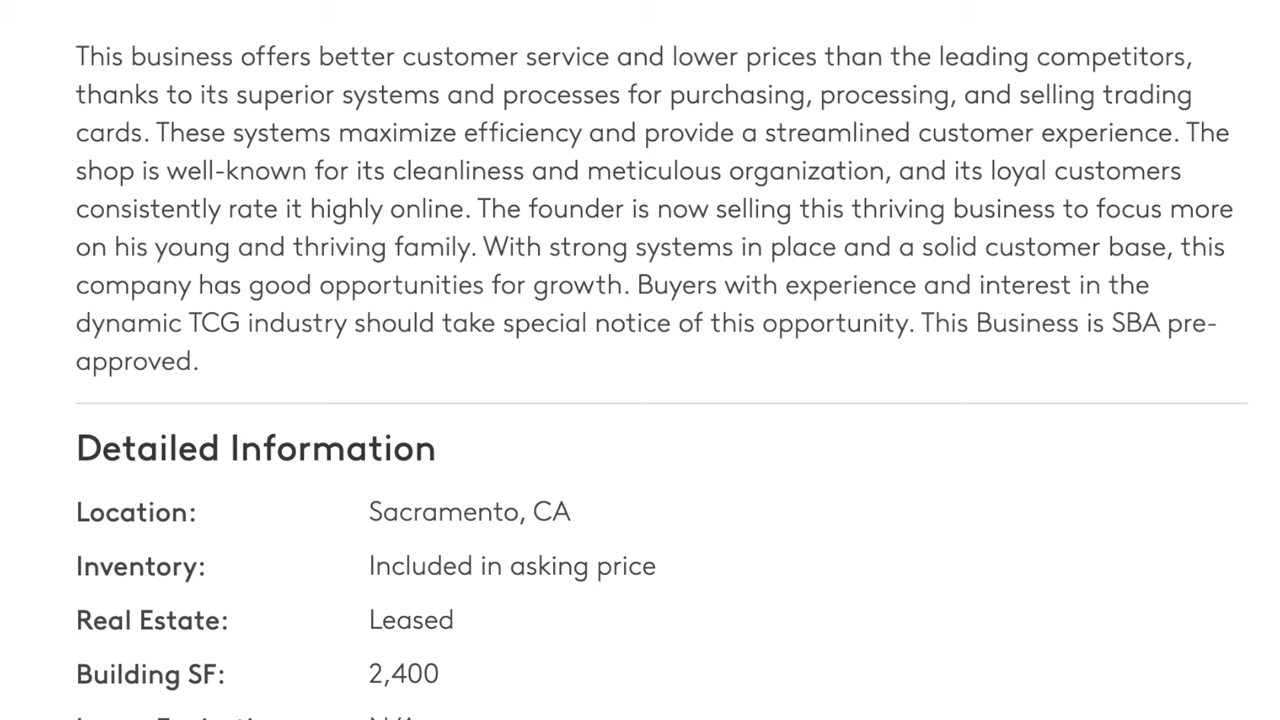 This business offers better customer service and lower prices than the leading competitors,
thanks to its superior systems and processes for purchasing, processing, and selling trading
cards. These systems maximize efficiency and provide a streamlined customer experience. The
shop is well-known for its cleanliness and meticulous organization, and its loyal customers
consistently rate it highly online. The founder is now selling this thriving business to focus more
on his young and thriving family. With strong systems in place and a solid customer base, this
company has good opportunities for growth. Buyers with experience and interest in the
dynamic TCG industry should take special notice of this opportunity. This Business is SBA pre-
approved.
Detailed Information
Location: Sacramento, CA
Inventory: Included in asking price
Real Estate: Leased
Building SF: 2,400